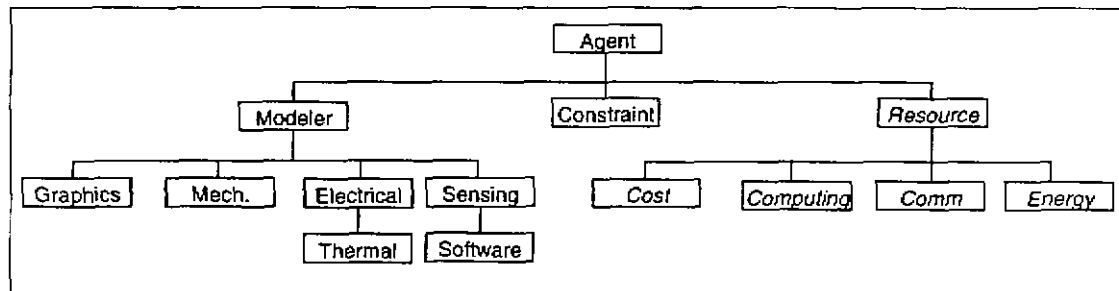 Agent
Modeler Constraint Resource
Graphics Mech. Electrical Sensing Cost Computing Comm Energy
Thermal Software